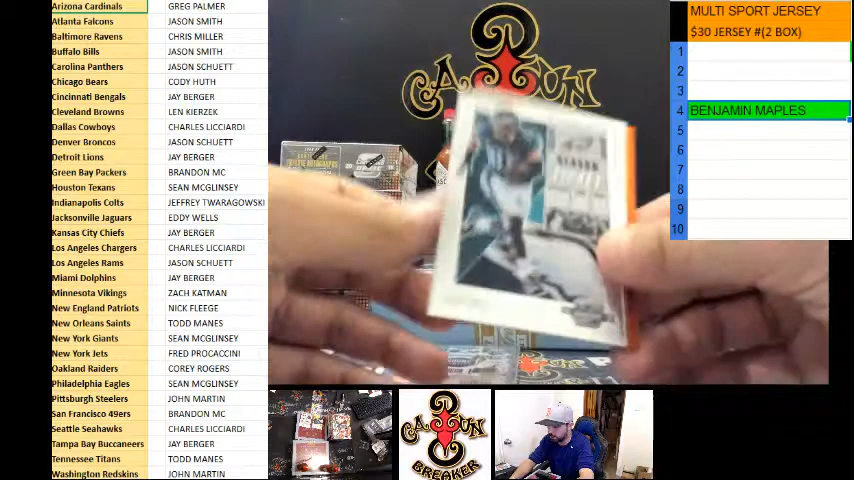 Arizona Cardinals GREG PALMER
Atlanta Falcons JASON SMITH
Baltimore Ravens CHRIS MILLER
Buffalo Bills JASON SMITH
Carolina Panthers JASON SCHUETT
Chicago Bears CODY HUTH
Cincinnati Bengals JAY BERGER
Cleveland Browns LEN KIERZEK
Dallas Cowboys CHARLES LICCIARDI
Denver Broncos JASON SCHUETT
Detroit Lions JAY BERGER
Green Bay Packers BRANDON MC
Houston Texans SEAN MCGLINSEY
Indianapolis Colts JEFFREY TWARAGOWSKI
Jacksonville Jaguars EDDY WELLS
Kansas City Chiefs JAY BERGER
Los Angeles Chargers CHARLES LICCIARDI
Los Angeles Rams JASON SCHUETT
Miami Dolphins JAY BERGER
Minnesota Vikings ZACH KATMAN
New England Patriots NICK FLEEGE
New Orleans Saints TODD MANES
New York Giants SEAN MCGLINSEY
New York Jets FRED PROCACCINI
Oakland Raiders COREY ROGERS
Philadelphia Eagles SEAN MCGLINSEY
Pittsburgh Steelers JOHN MARTIN
San Francisco 49ers BRANDON MC
Seattle Seahawks CHARLES LICCIARDI
Tampa Bay Buccaneers JAY BERGER
Tennessee Titans TODD MANES
Washington Redskins JOHN MARTIN
MULTI SPORT JERSEY
$30 JERSEY #(2 BOX)
1
2
3
4 BENJAMIN MAPLES
5
6
7
8
9
10
CAJUN
CAJUN
BREAKER